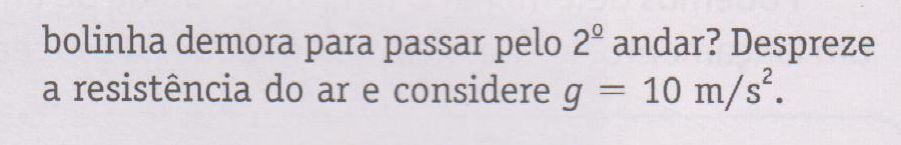 bolinha demora para passar pelo 2º andar? Despreze
a resistência do ar e considere g = 10 m/s².